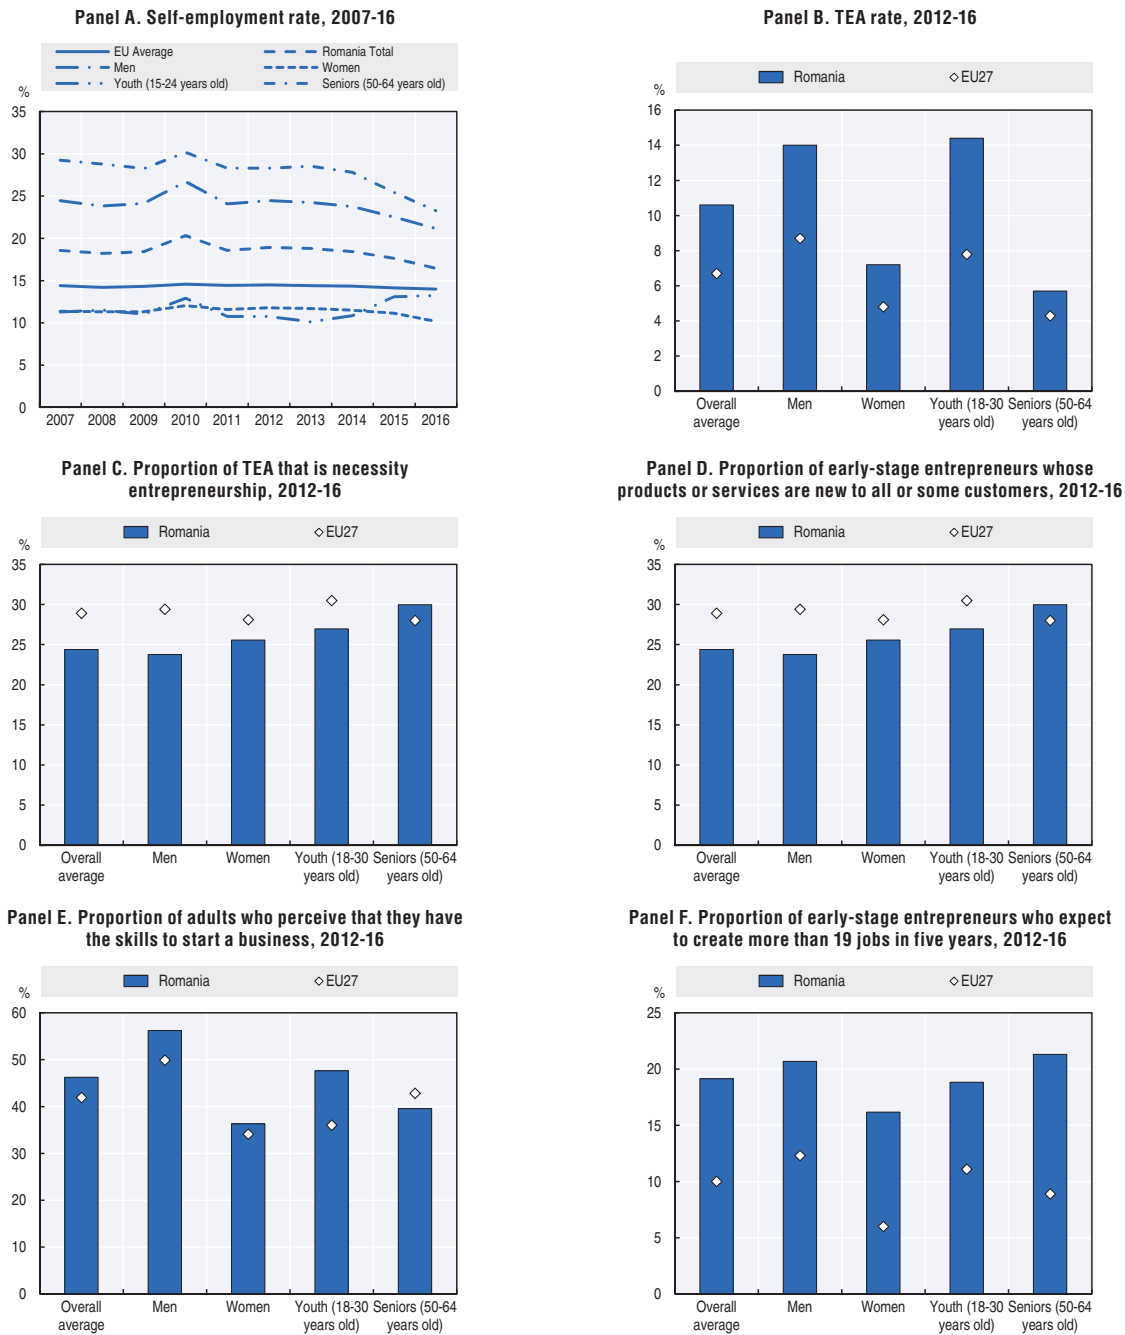 Panel A. Self-employment rate, 2007-16
EU Average
Romania Total
Men
Women
Youth (15-24 years old)
Seniors (50-64 years old)
%
35
30
25
20
15
10
5
0
2007 2008 2009 2010 2011 2012 2013 2014 2015 2016
Panel B. TEA rate, 2012-16
Romania
EU27
%
16
14
12
10
8
6
4
2
0
Overall average
Men
Women
Youth (18-30 years old)
Seniors (50-64 years old)
Panel C. Proportion of TEA that is necessity
entrepreneurship, 2012-16
Romania
EU27
%
35
30
25
20
15
10
5
0
Overall average
Men
Women
Youth (18-30 years old)
Seniors (50-64 years old)
Panel D. Proportion of early-stage entrepreneurs whose
products or services are new to all or some customers, 2012-16
Romania
EU27
%
35
30
25
20
15
10
5
0
Overall average
Men
Women
Youth (18-30 years old)
Seniors (50-64 years old)
Panel E. Proportion of adults who perceive that they have
the skills to start a business, 2012-16
Romania
EU27
%
60
50
40
30
20
10
0
Overall average
Men
Women
Youth (18-30 years old)
Seniors (50-64 years old)
Panel F. Proportion of early-stage entrepreneurs who expect
to create more than 19 jobs in five years, 2012-16
Romania
EU27
%
25
20
15
10
5
0
Overall average
Men
Women
Youth (18-30 years old)
Seniors (50-64 years old)